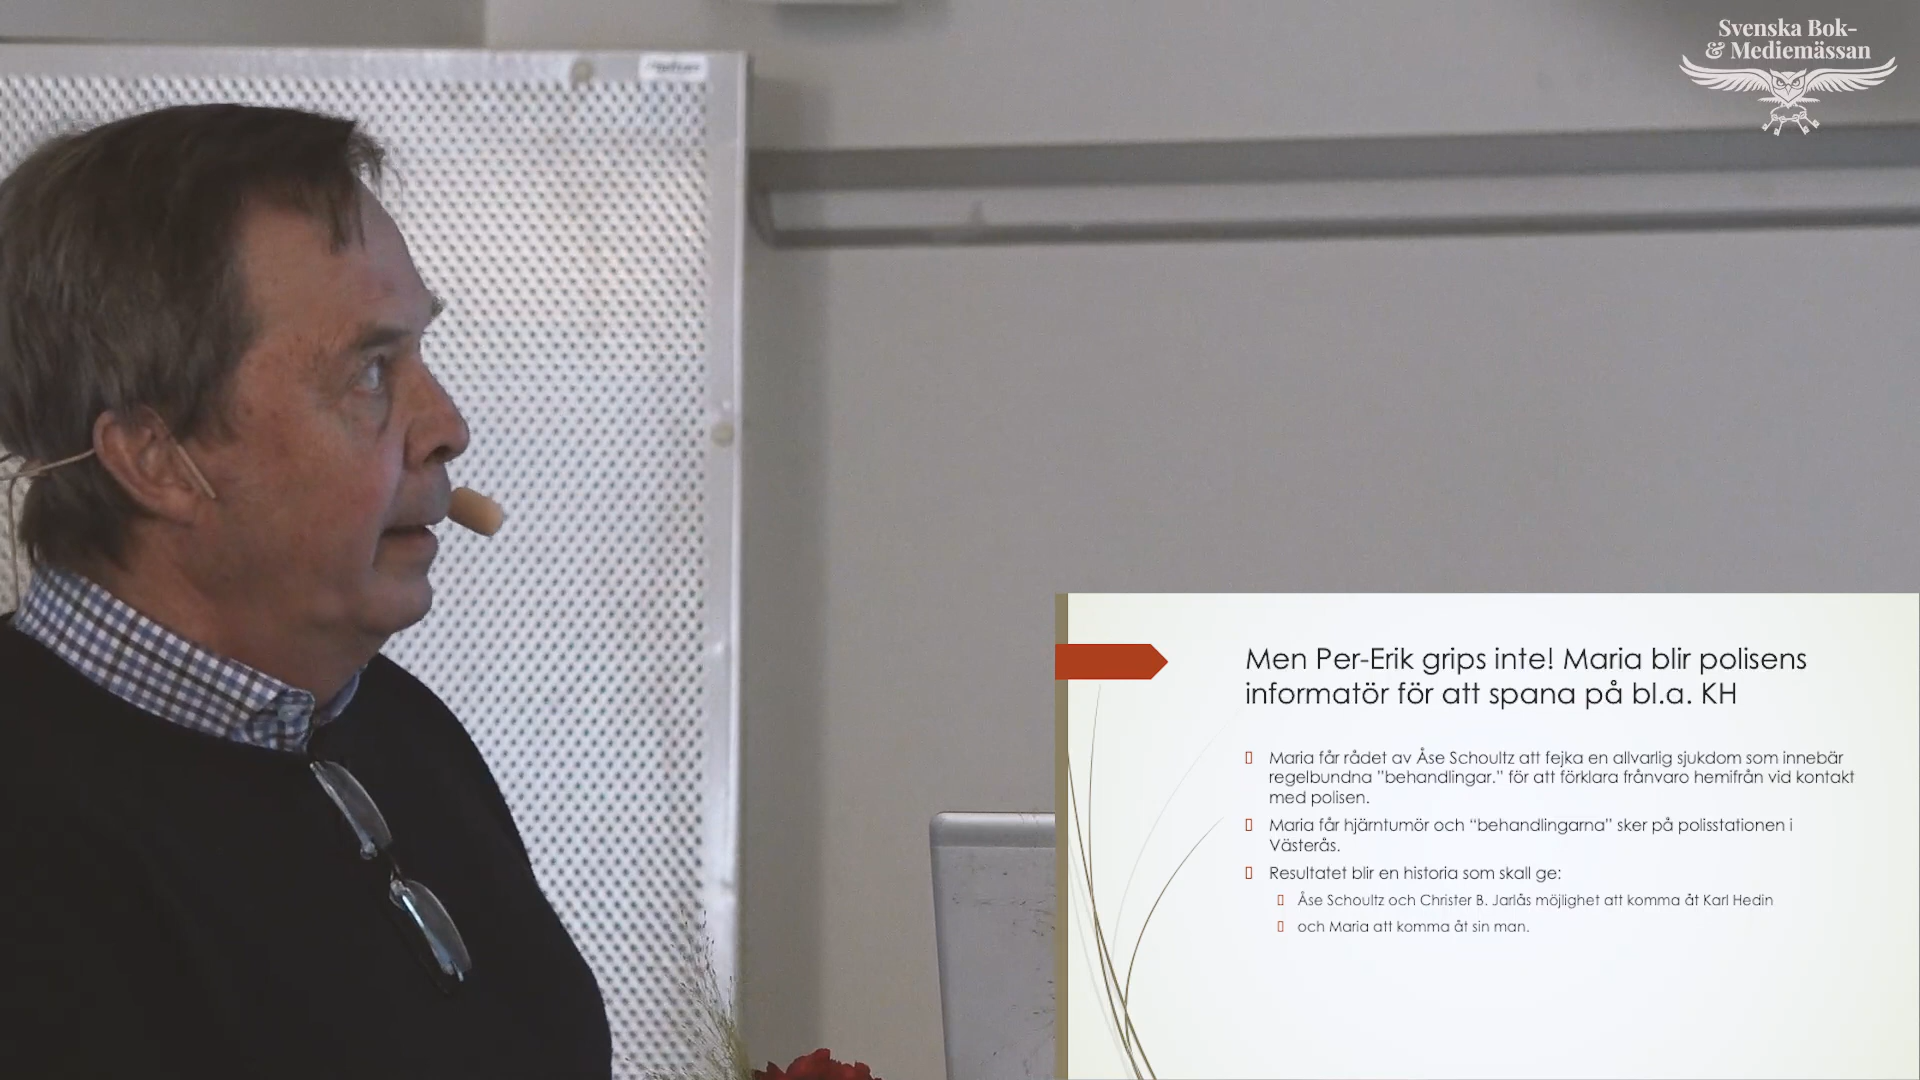 Svenska Bok-
& Mediemässan
Men Per-Erik grips inte! Maria blir polisens
informatör för att spana på bl.a. KH
Maria får rådet av Åse Schoultz att fejka en allvarlig sjukdom som innebär
regelbundna ”behandlingar.” för att förklara frånvaro hemifrån vid kontakt
med polisen.
Maria får hjärntumör och “behandlingarna” sker på polisstationen i
Västerås.
Resultatet blir en historia som skall ge:
Åse Schoultz och Christer B. Jarlås möjlighet att komma åt Karl Hedin
och Maria att komma åt sin man.